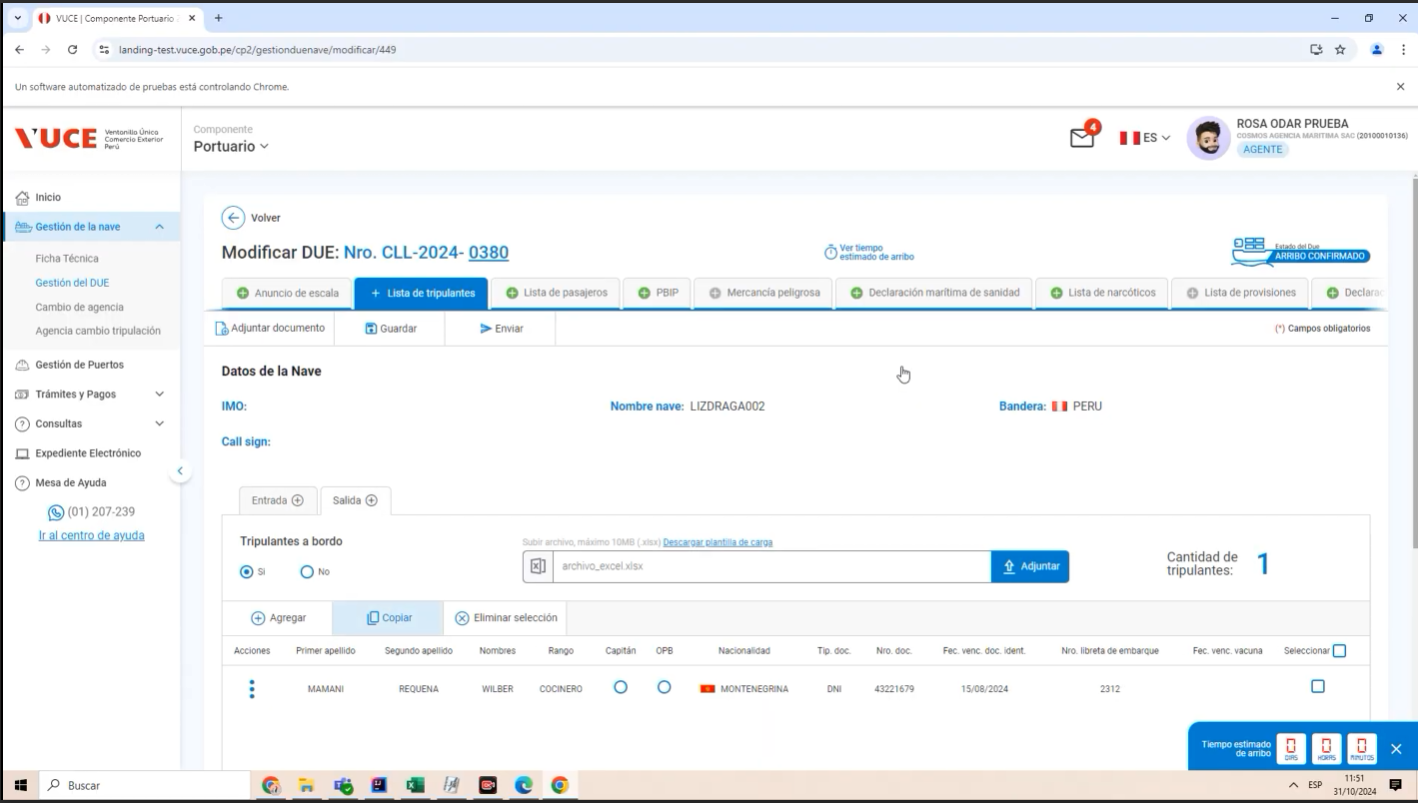 VUCE | Componente Portuario
landing-test.vuce.gob.pe/cp2/gestionduenave/modificar/449
Un software automatizado de pruebas está controlando Chrome.
VUCE
Ventanilla Única
Comercio Exterior
Perú
Componente
Portuario
4
ES
ROSA ODAR PRUEBA
COSMOS AGENCIA MARITIMA SAC (20100010136)
AGENTE
Inicio
Gestión de la nave
Ficha Técnica
Gestión del DUE
Cambio de agencia
Agencia cambio tripulación
Gestión de Puertos
Trámites y Pagos
Consultas
Expediente Electrónico
Mesa de Ayuda
(01) 207-239
Ir al centro de ayuda
Volver
Modificar DUE: Nro. CLL-2024- 0380
Ver tiempo
estimado de arribo
Estado del Due
ARRIBO CONFIRMADO
Anuncio de escala
Lista de tripulantes
Lista de pasajeros
PBIP
Mercancía peligrosa
Declaración marítima de sanidad
Lista de narcóticos
Lista de provisiones
Declarac
Adjuntar documento
Guardar
Enviar
(*) Campos obligatorios
Datos de la Nave
IMO:
Nombre nave: LIZDRAGA002
Bandera: PERU
Call sign:
Entrada
Salida
Tripulantes a bordo
Si
No
Subir archivo, máximo 10MB (.xlsx) Descargar plantilla de carga
archivo_excel.xlsx
Adjuntar
Cantidad de
tripulantes: 1
Agregar
Copiar
Eliminar selección
Acciones Primer apellido Segundo apellido Nombres Rango Capitán OPB Nacionalidad Tip. doc. Nro. doc. Fec. venc. doc. ident. Nro. libreta de embarque Fec. venc. vacuna Seleccionar
MAMANI REQUENA WILBER COCINERO MONTENEGRINA DNI 43221679 15/08/2024 2312
Tiempo estimado
de arribo
0 DIAS
0 HORAS
0 MINUTOS
Buscar
ESP
11:51
31/10/2024